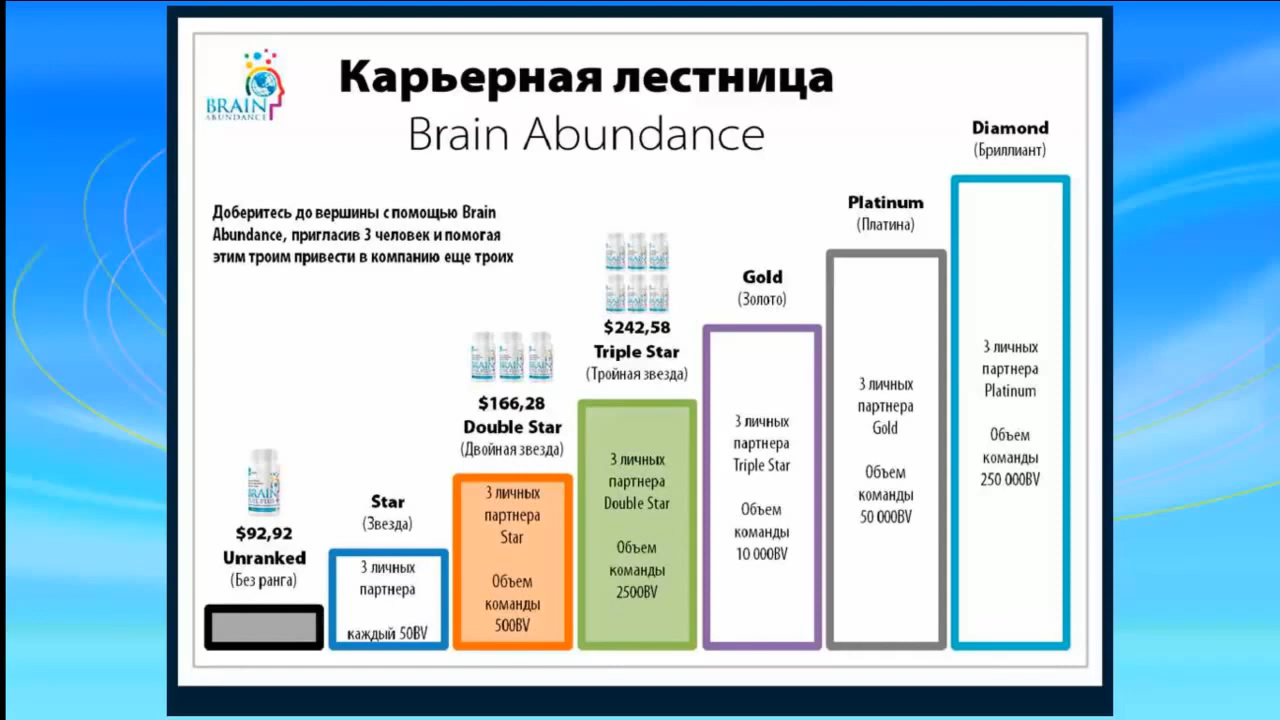 BRAIN
ABUNDANCE
Карьерная лестница
Brain Abundance
Доберитесь до вершины с помощью Brain
Abundance, пригласив 3 человек и помогая
этим троим привести в компанию еще троих
$92,92
Unranked
(Без ранга)
Star
(Звезда)
3 личных
партнера
каждый 50BV
$166,28
Double Star
(Двойная звезда)
3 личных
партнера
Star
Объем
команды
500BV
$242,58
Triple Star
(Тройная звезда)
3 личных
партнера
Double Star
Объем
команды
2500BV
Gold
(Золото)
3 личных
партнера
Triple Star
Объем
команды
10 000BV
Platinum
(Платина)
3 личных
партнера
Gold
Объем
команды
50 000BV
Diamond
(Бриллиант)
3 личных
партнера
Platinum
Объем
команды
250 000BV